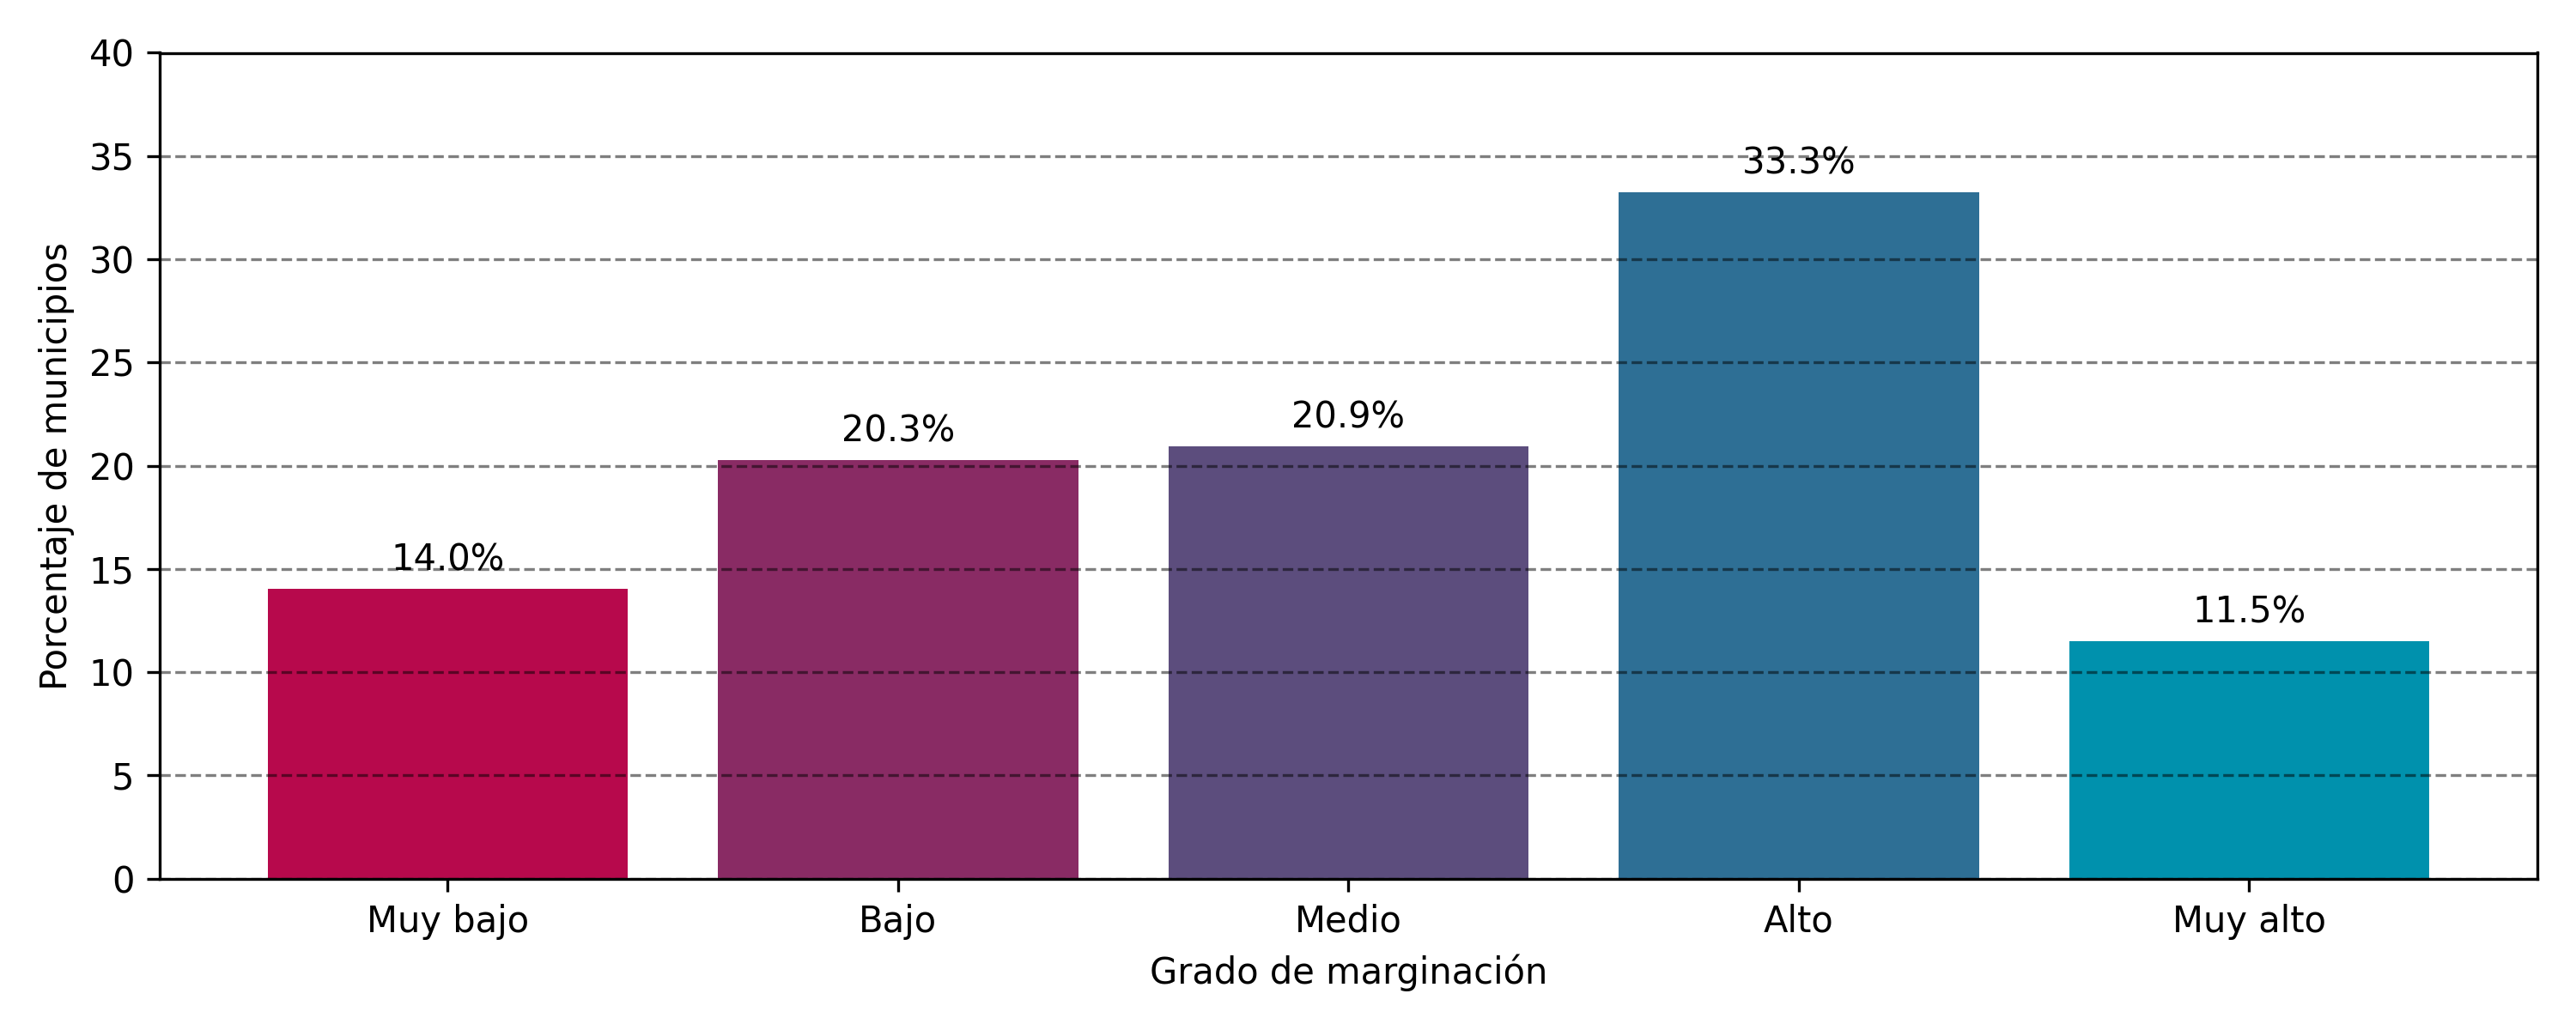 40
35
30
25
20
15
10
5
0
Porcentaje de municipios
14.0%
20.3%
20.9%
33.3%
11.5%
Muy bajo
Bajo
Medio
Alto
Muy alto
Grado de marginación